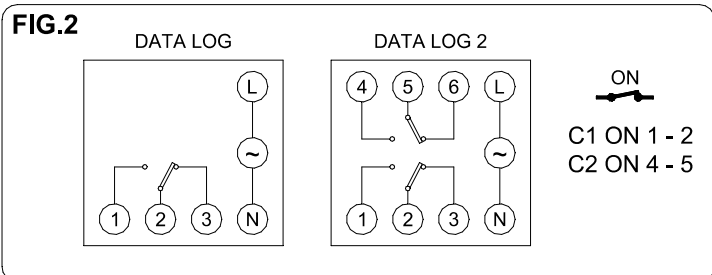 FIG.2
DATA LOG
L
~
1 2 3 N
DATA LOG 2
4 5 6 L
~
1 2 3 N
ON
C1 ON 1 - 2
C2 ON 4 - 5